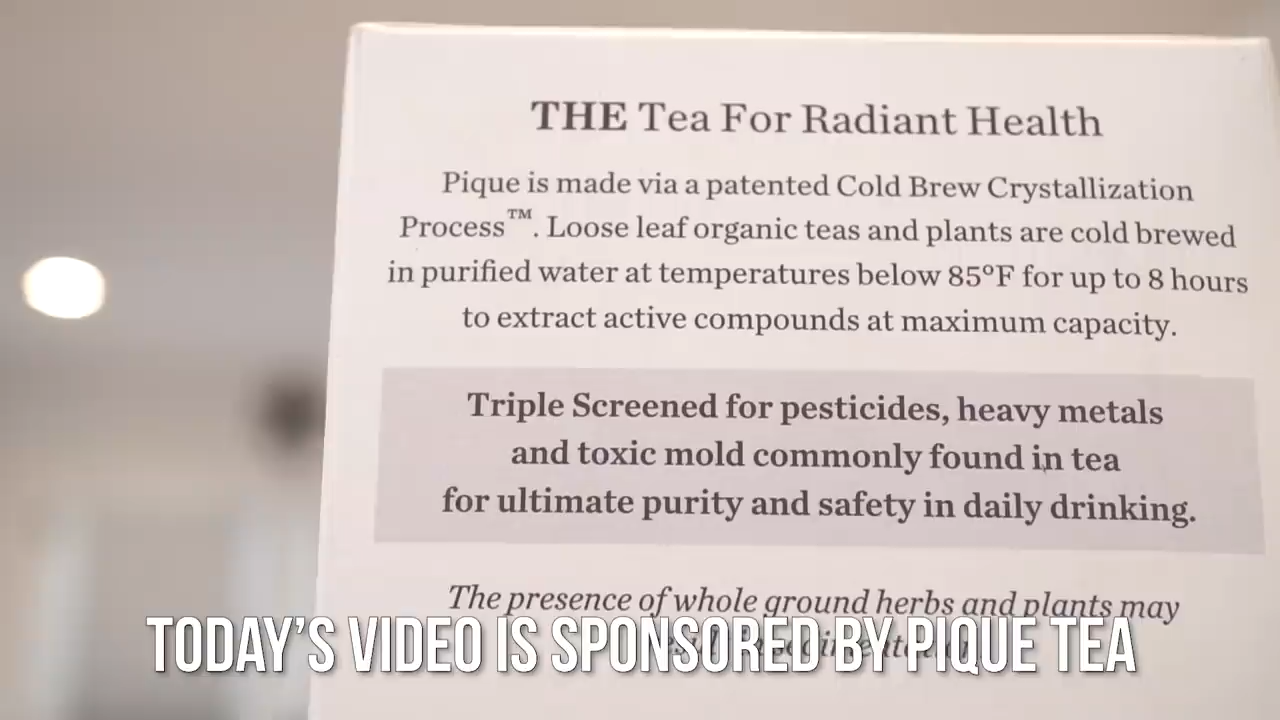 THE Tea For Radiant Health
Pique is made via a patented Cold Brew Crystallization
Process™. Loose leaf organic teas and plants are cold brewed
in purified water at temperatures below 85°F for up to 8 hours
to extract active compounds at maximum capacity.
Triple Screened for pesticides, heavy metals
and toxic mold commonly found in tea
for ultimate purity and safety in daily drinking.
The presence of whole ground herbs and plants may
TODAY'S VIDEO IS SPONSORED BY PIQUE TEA